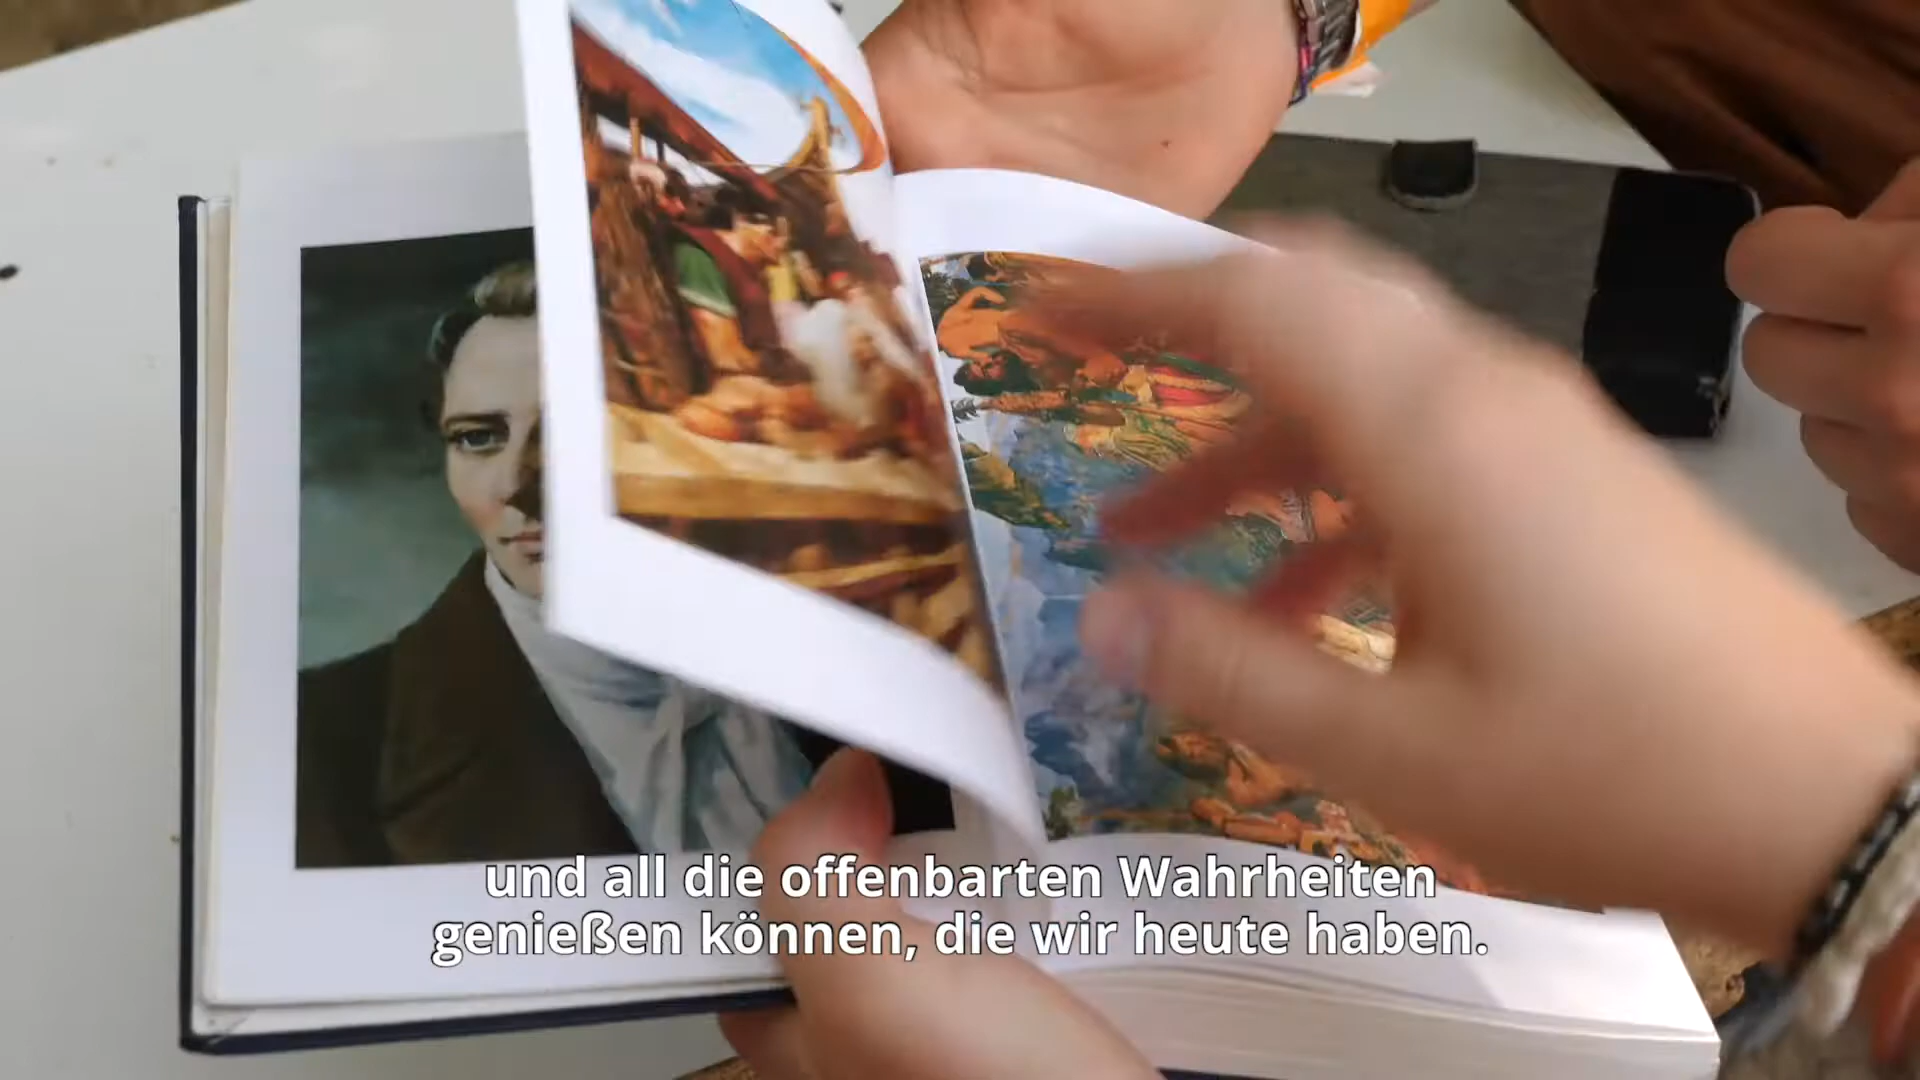 und all die offenbarten Wahrheiten
genießen können, die wir heute haben.